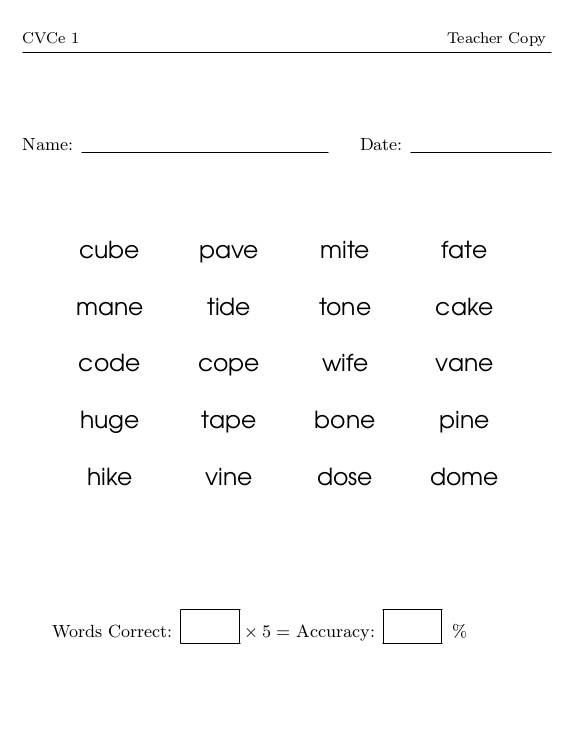 CVCe 1 Teacher Copy
Name: Date:
cube pave mite fate
mane tide tone cake
code cope wife vane
huge tape bone pine
hike vine dose dome
Words Correct: × 5 = Accuracy: %